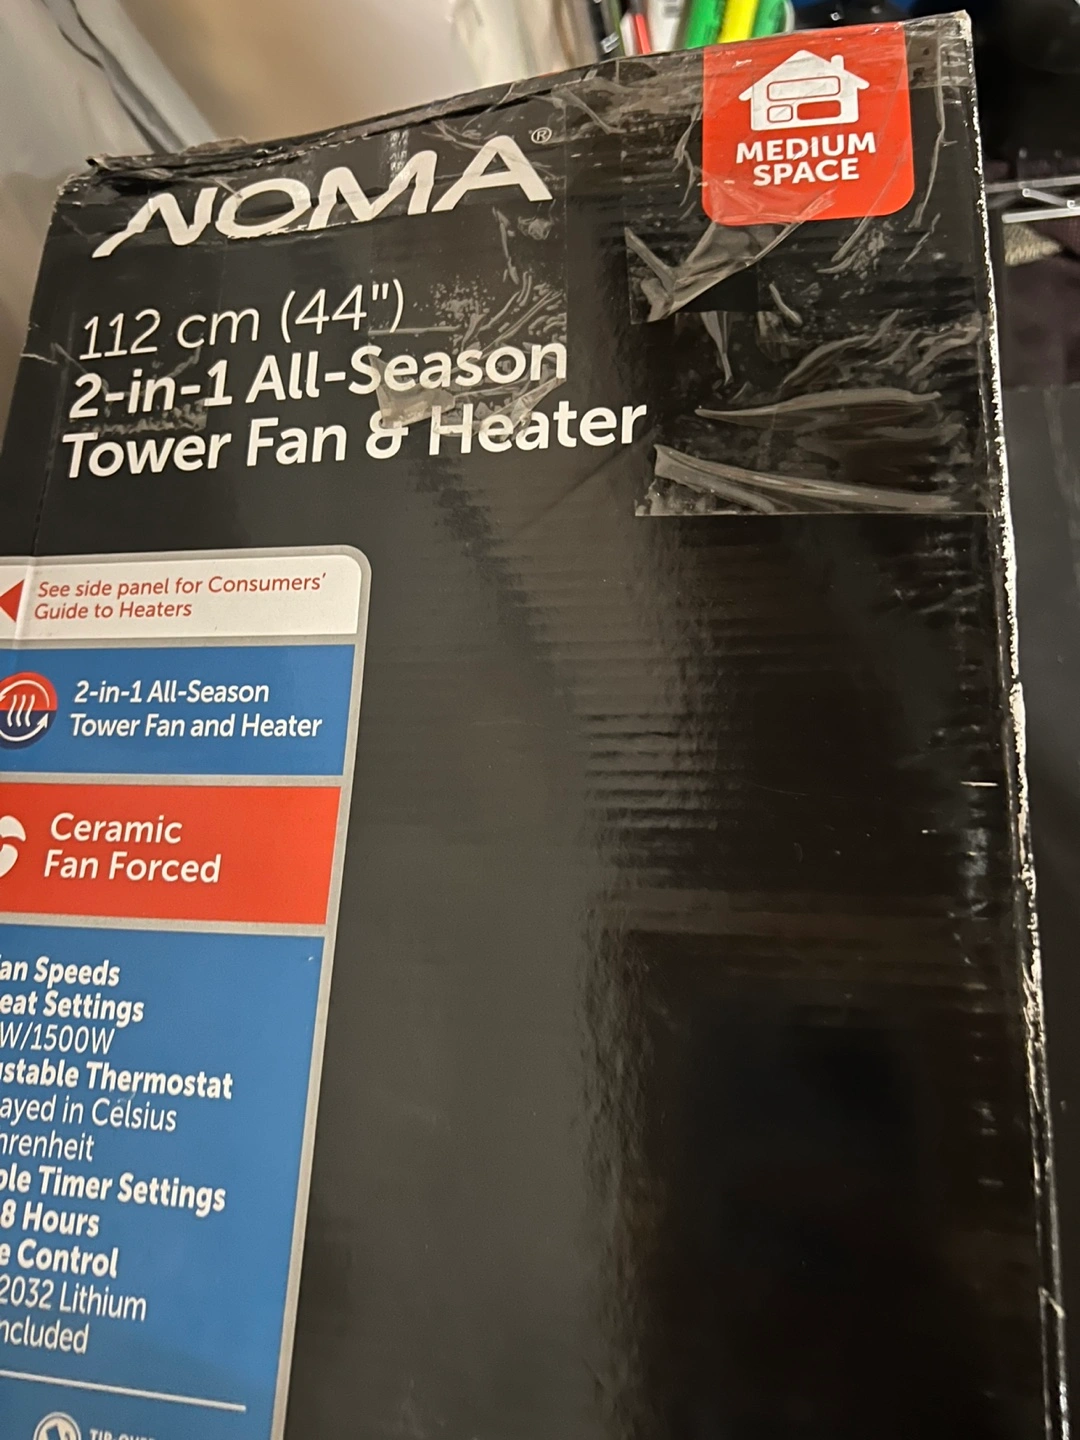 NOMA®
MEDIUM
SPACE
112 cm (44")
2-in-1 All-Season
Tower Fan & Heater
See side panel for Consumers'
Guide to Heaters
2-in-1 All-Season
Tower Fan and Heater
Ceramic
Fan Forced
an Speeds
eat Settings
W/1500W
stable Thermostat
ayed in Celsius
hrenheit
ble Timer Settings
8 Hours
e Control
2032 Lithium
ncluded